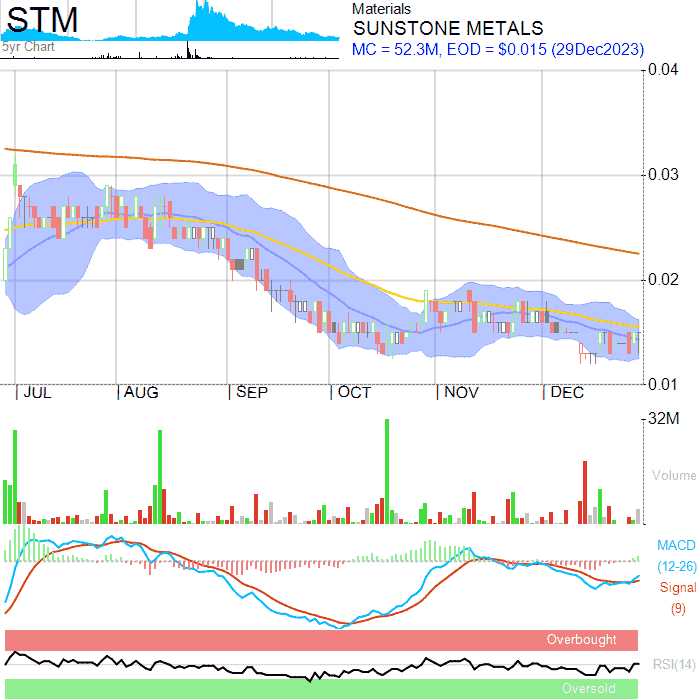 STM
5yr Chart
Materials
SUNSTONE METALS
MC = 52.3M, EOD = $0.015 (29Dec2023)
0.04
0.03
0.02
0.01
JUL AUG SEP OCT NOV DEC
32M
Volume
MACD
(12-26)
Signal
(9)
Overbought
RSI(14)
Oversold